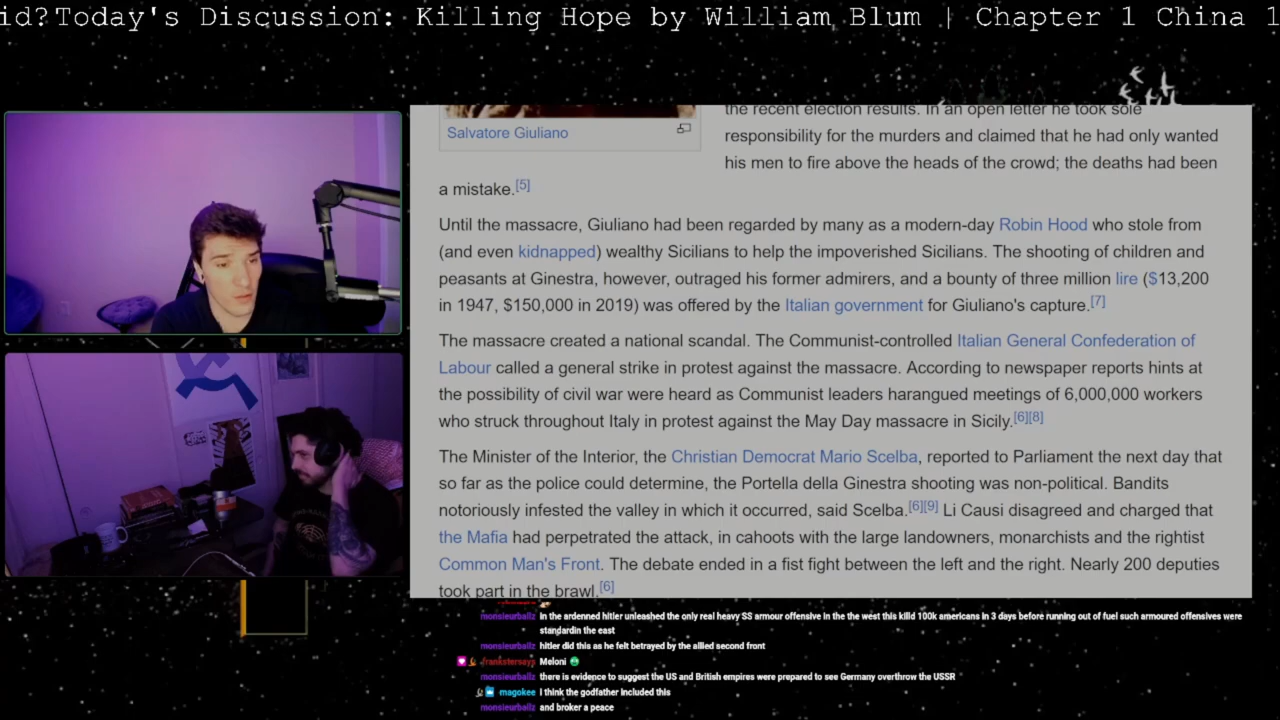 id?Today's Discussion: Killing Hope by William Blum | Chapter 1 China 1
Salvatore Giuliano
the recent election results. In an open letter he took sole
responsibility for the murders and claimed that he had only wanted
his men to fire above the heads of the crowd; the deaths had been
a mistake.[5]
Until the massacre, Giuliano had been regarded by many as a modern-day Robin Hood who stole from
(and even kidnapped) wealthy Sicilians to help the impoverished Sicilians. The shooting of children and
peasants at Ginestra, however, outraged his former admirers, and a bounty of three million lire ($13,200
in 1947, $150,000 in 2019) was offered by the Italian government for Giuliano's capture.[7]
The massacre created a national scandal. The Communist-controlled Italian General Confederation of
Labour called a general strike in protest against the massacre. According to newspaper reports hints at
the possibility of civil war were heard as Communist leaders harangued meetings of 6,000,000 workers
who struck throughout Italy in protest against the May Day massacre in Sicily.[6][8]
The Minister of the Interior, the Christian Democrat Mario Scelba, reported to Parliament the next day that
so far as the police could determine, the Portella della Ginestra shooting was non-political. Bandits
notoriously infested the valley in which it occurred, said Scelba.[6][9] Li Causi disagreed and charged that
the Mafia had perpetrated the attack, in cahoots with the large landowners, monarchists and the rightist
Common Man's Front. The debate ended in a fist fight between the left and the right. Nearly 200 deputies
took part in the brawl.[6]
monsieurballz in the ardenned hitler unleashed the only real heavy SS armour offensive in the the west this killd 100k americans in 3 days before running out of fuel such armoured offensives were
standardin the east
monsieurballz hitler did this as he felt betrayed by the allied second front
frankstersays Meloni
monsieurballz there is evidence to suggest the US and British empires were prepared to see Germany overthrow the USSR
magokee I think the godfather included this
monsieurballz and broker a peace